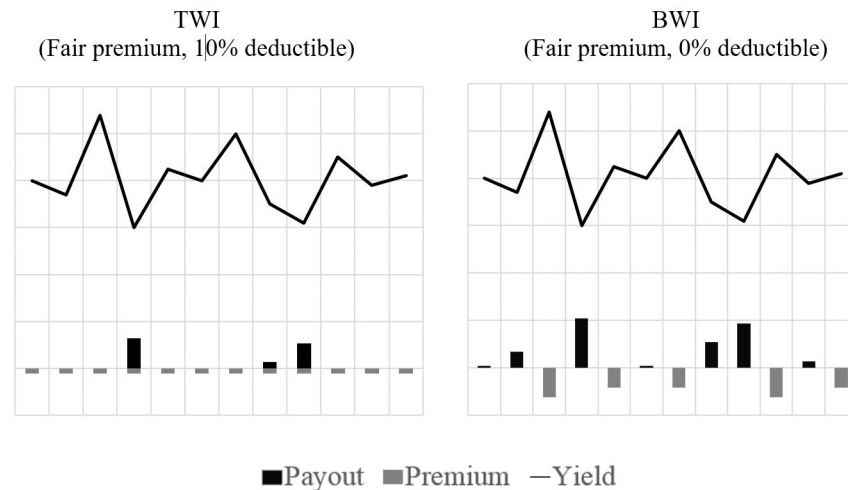 TWI
(Fair premium, 10% deductible)
BWI
(Fair premium, 0% deductible)
Payout Premium Yield